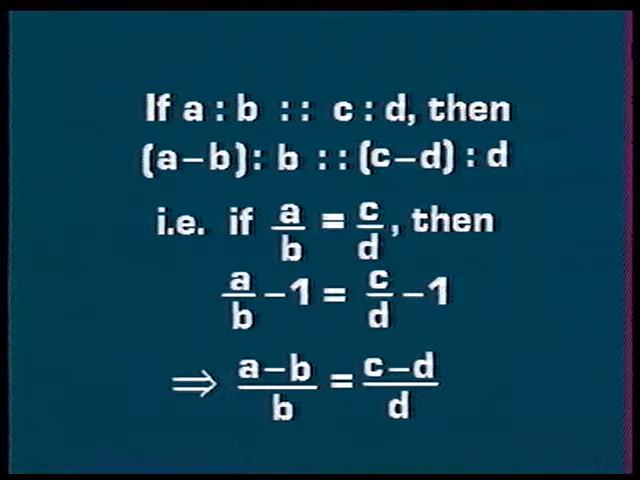 If a : b :: c : d, then
(a–b) : b :: (c–d) : d
i.e. if a/b = c/d, then
a/b – 1 = c/d – 1
⇒ a–b/b = c–d/d